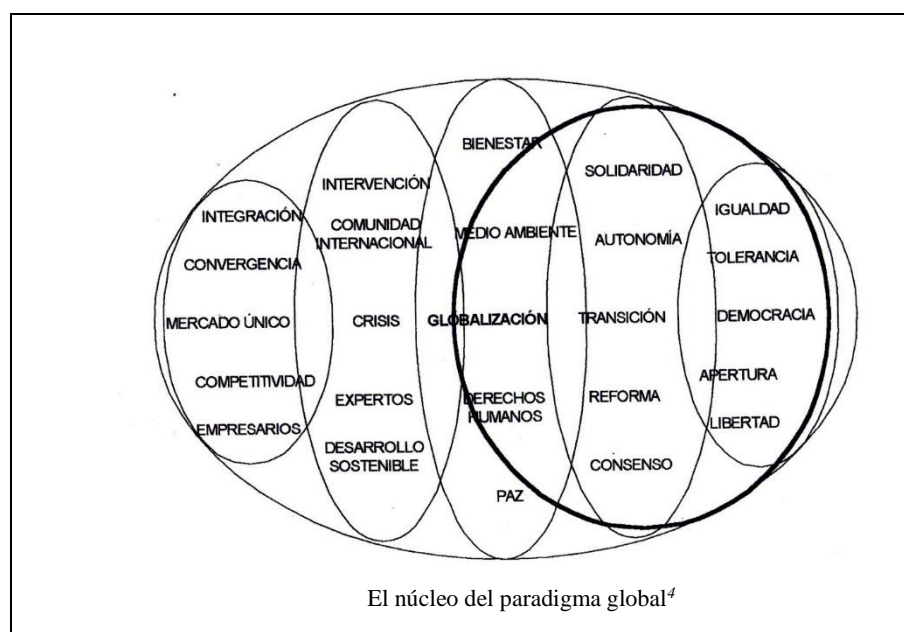 INTEGRACIÓN
CONVERGENCIA
MERCADO ÚNICO
COMPETITIVIDAD
EMPRESARIOS
INTERVENCIÓN
COMUNIDAD
INTERNACIONAL
CRISIS
EXPERTOS
DESARROLLO
SOSTENIBLE
BIENESTAR
MEDIO AMBIENTE
GLOBALIZACIÓN
DERECHOS
HUMANOS
PAZ
SOLIDARIDAD
AUTONOMÍA
TRANSICIÓN
REFORMA
CONSENSO
IGUALDAD
TOLERANCIA
DEMOCRACIA
APERTURA
LIBERTAD
El núcleo del paradigma global⁴